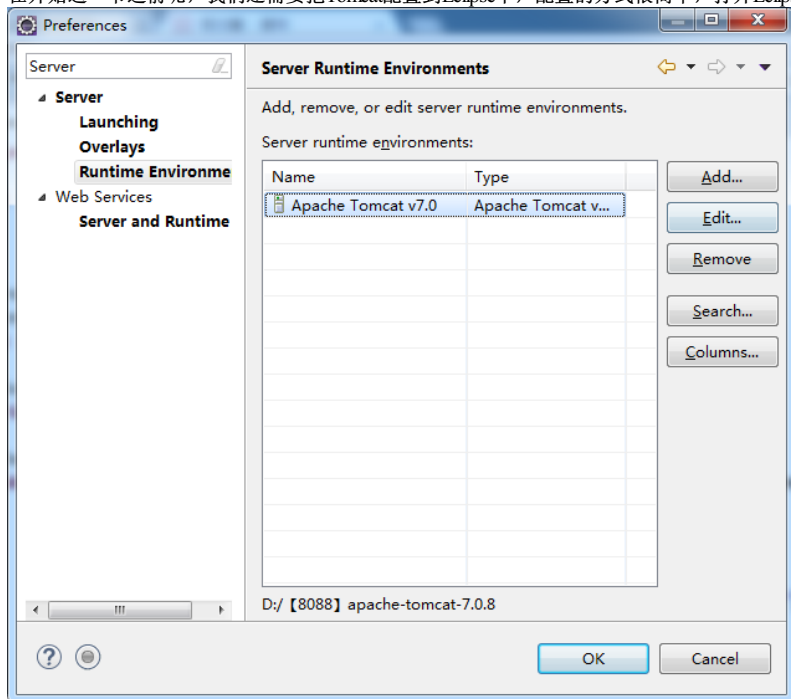 Preferences
Server
Server Runtime Environments
Server
Launching
Overlays
Runtime Environme
Web Services
Server and Runtime
Add, remove, or edit server runtime environments.
Server runtime environments:
Name Type
Apache Tomcat v7.0 Apache Tomcat v...
Add...
Edit...
Remove
Search...
Columns...
D:/【8088】apache-tomcat-7.0.8
OK Cancel